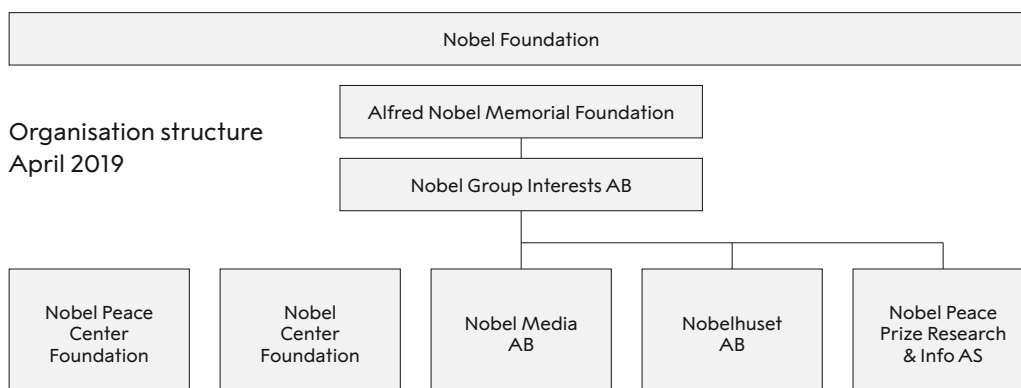 Nobel Foundation
Alfred Nobel Memorial Foundation
Organisation structure
April 2019
Nobel Group Interests AB
Nobel Peace
Center
Foundation
Nobel
Center
Foundation
Nobel Media
AB
Nobelhuset
AB
Nobel Peace
Prize Research
& Info AS